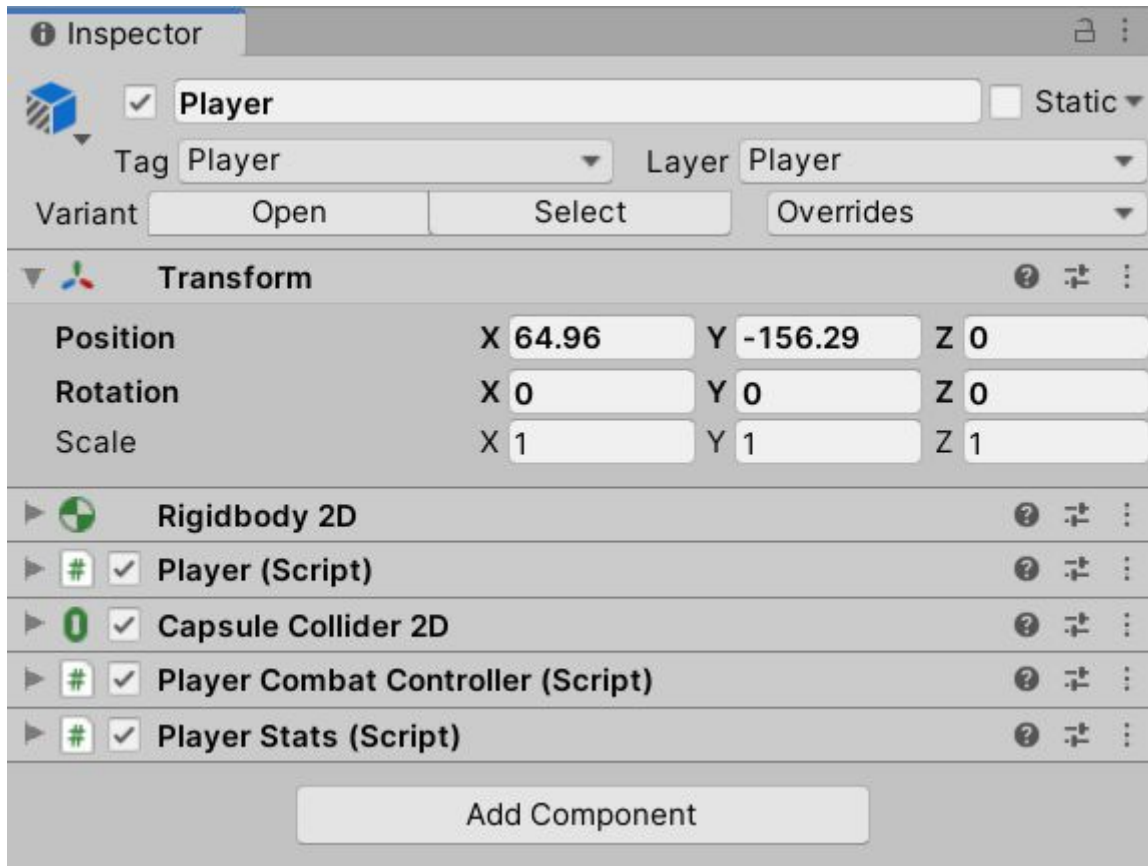 Inspector
Player Static
Tag Player Layer Player
Variant Open Select Overrides
Transform
Position X 64.96 Y -156.29 Z 0
Rotation X 0 Y 0 Z 0
Scale X 1 Y 1 Z 1
Rigidbody 2D
# Player (Script)
Capsule Collider 2D
# Player Combat Controller (Script)
# Player Stats (Script)
Add Component